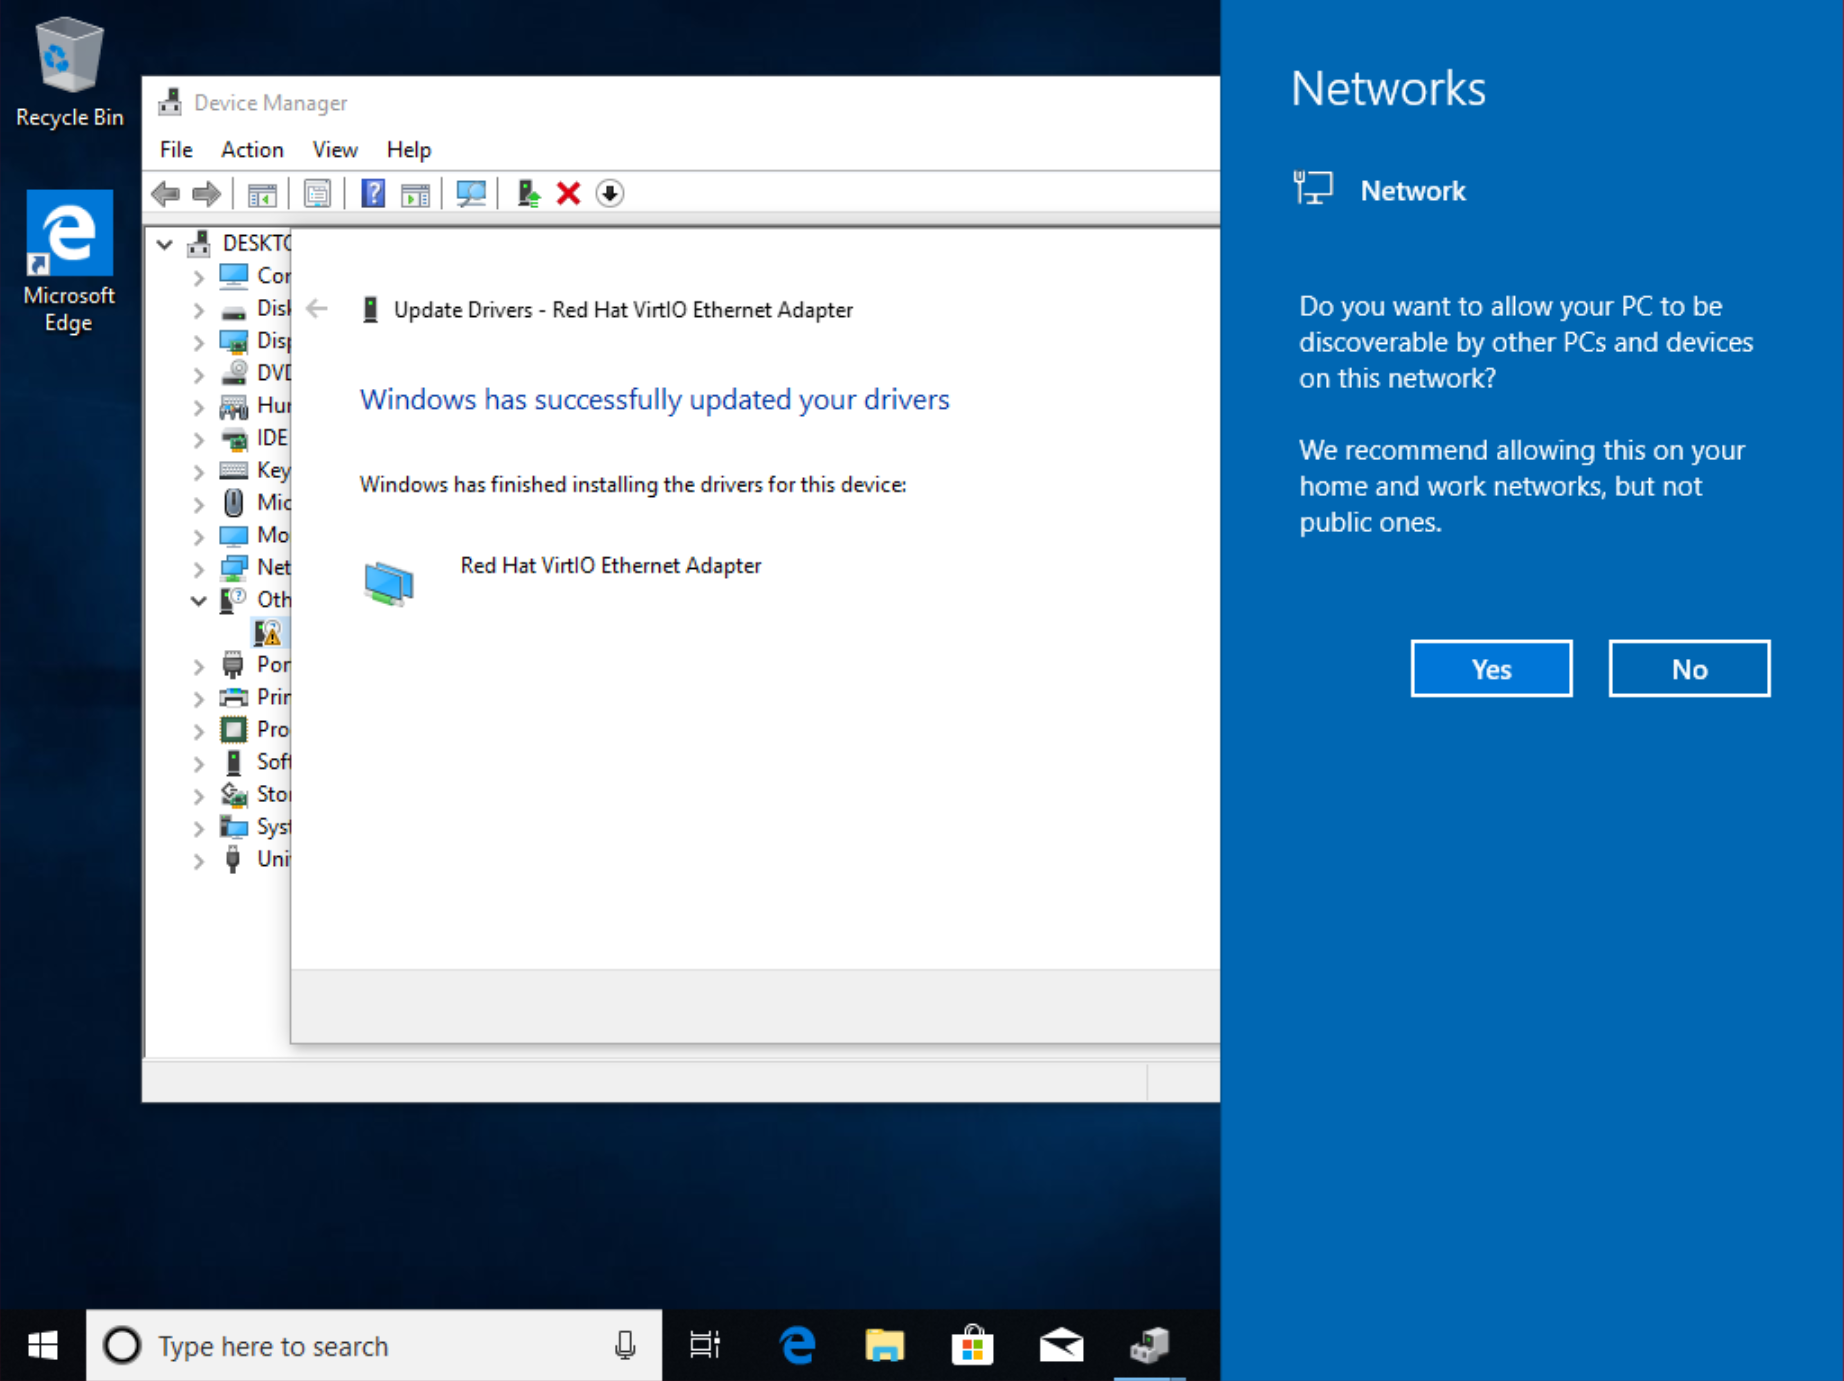 Recycle Bin
Microsoft
Edge
Device Manager
File Action View Help
DESKTO
Con
Disk
Disp
DVD
Hum
IDE
Key
Mic
Mo
Net
Oth
Por
Prin
Pro
Soft
Stor
Syst
Uni
Update Drivers - Red Hat VirtIO Ethernet Adapter
Windows has successfully updated your drivers
Windows has finished installing the drivers for this device:
Red Hat VirtIO Ethernet Adapter
Networks
Network
Do you want to allow your PC to be
discoverable by other PCs and devices
on this network?
We recommend allowing this on your
home and work networks, but not
public ones.
Yes No
Type here to search